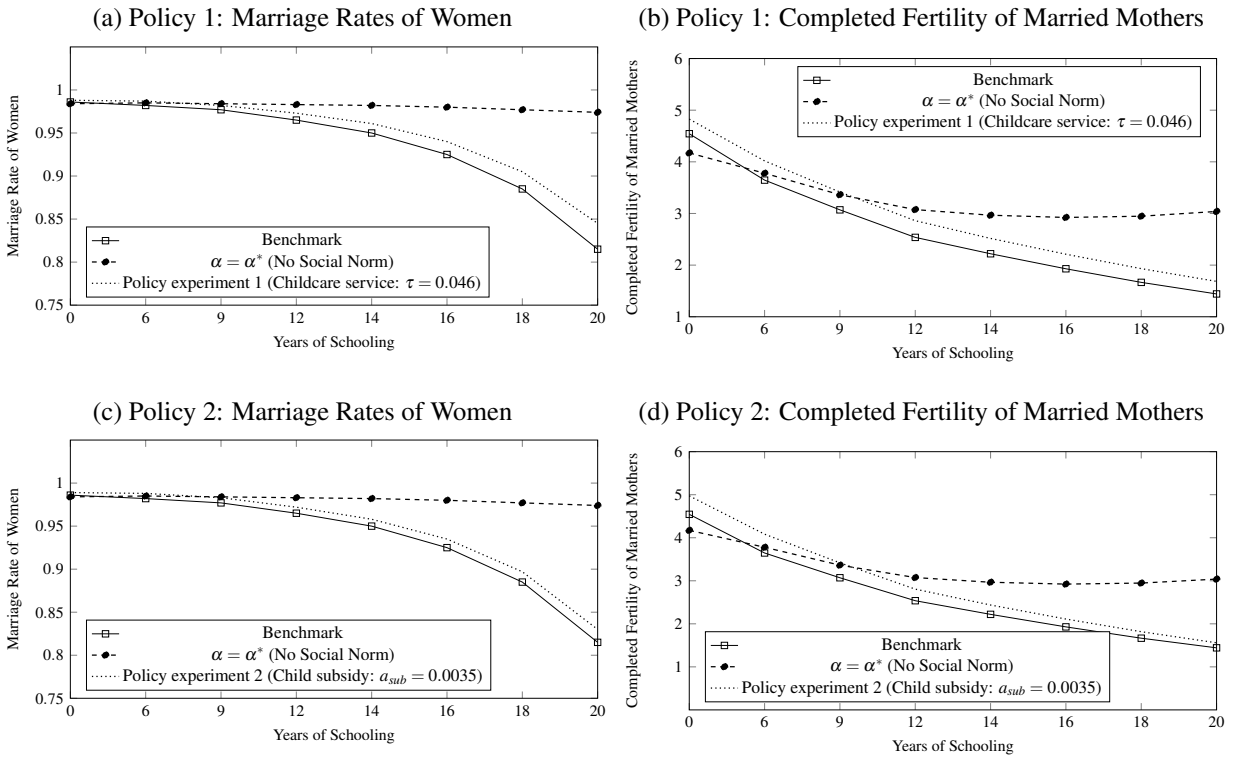 (a) Policy 1: Marriage Rates of Women
Marriage Rate of Women
1
0.95
0.9
0.85
0.8
0.75
Benchmark
α = α* (No Social Norm)
Policy experiment 1 (Childcare service: τ = 0.046)
0 6 9 12 14 16 18 20
Years of Schooling
(b) Policy 1: Completed Fertility of Married Mothers
Completed Fertility of Married Mothers
6
5
4
3
2
1
Benchmark
α = α* (No Social Norm)
Policy experiment 1 (Childcare service: τ = 0.046)
0 6 9 12 14 16 18 20
Years of Schooling
(c) Policy 2: Marriage Rates of Women
Marriage Rate of Women
1
0.95
0.9
0.85
0.8
0.75
Benchmark
α = α* (No Social Norm)
Policy experiment 2 (Child subsidy: a_sub = 0.0035)
0 6 9 12 14 16 18 20
Years of Schooling
(d) Policy 2: Completed Fertility of Married Mothers
Completed Fertility of Married Mothers
6
5
4
3
2
1
Benchmark
α = α* (No Social Norm)
Policy experiment 2 (Child subsidy: a_sub = 0.0035)
0 6 9 12 14 16 18 20
Years of Schooling